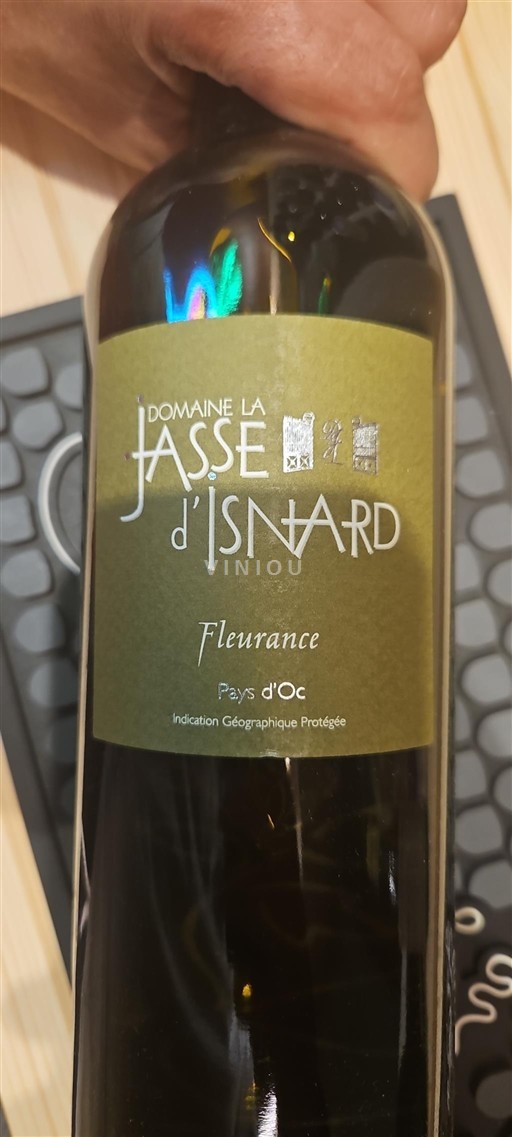 DOMAINE LA
JASSE
d'ISNARD
VINIOU
Fleurance
Pays d'Oc
Indication Géographique Protégée